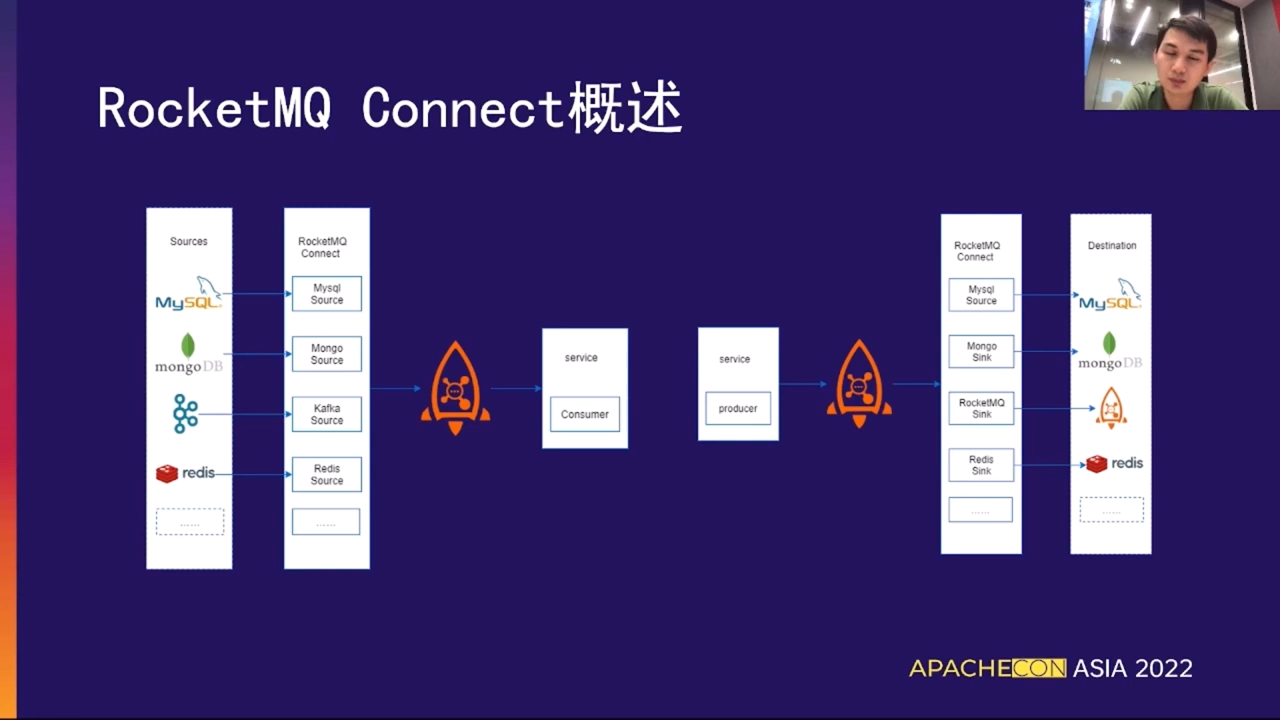 RocketMQ Connect概述
Sources
MySQL
mongoDB
redis
......
RocketMQ
Connect
Mysql
Source
Mongo
Source
Kafka
Source
Redis
Source
......
service
Consumer
service
producer
RocketMQ
Connect
Mysql
Source
Mongo
Sink
RocketMQ
Sink
Redis
Sink
......
Destination
MySQL
mongoDB
redis
......
APACHECON ASIA 2022